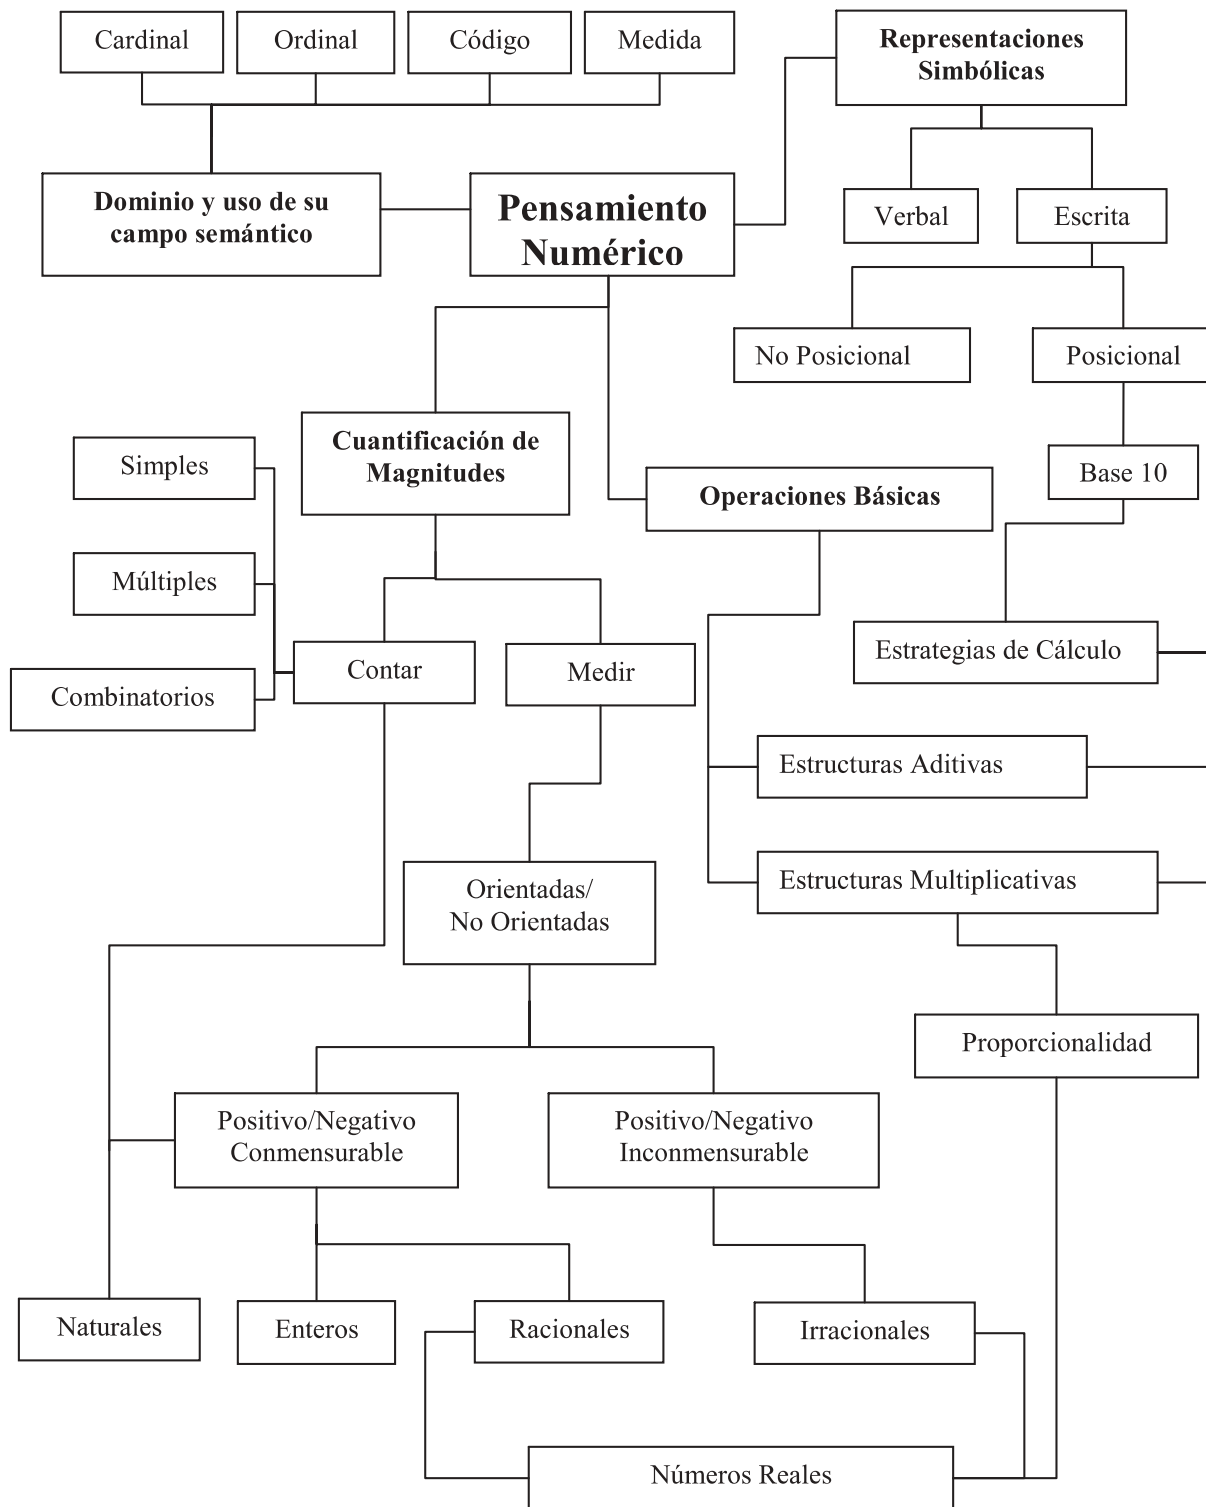 Cardinal
Ordinal
Código
Medida
Representaciones
Simbólicas
Dominio y uso de su
campo semántico
Pensamiento
Numérico
Verbal
Escrita
No Posicional
Posicional
Cuantificación de
Magnitudes
Simples
Base 10
Operaciones Básicas
Múltiples
Contar
Medir
Estrategias de Cálculo
Combinatorios
Estructuras Aditivas
Orientadas/
No Orientadas
Estructuras Multiplicativas
Proporcionalidad
Positivo/Negativo
Conmensurable
Positivo/Negativo
Inconmensurable
Naturales
Enteros
Racionales
Irracionales
Números Reales